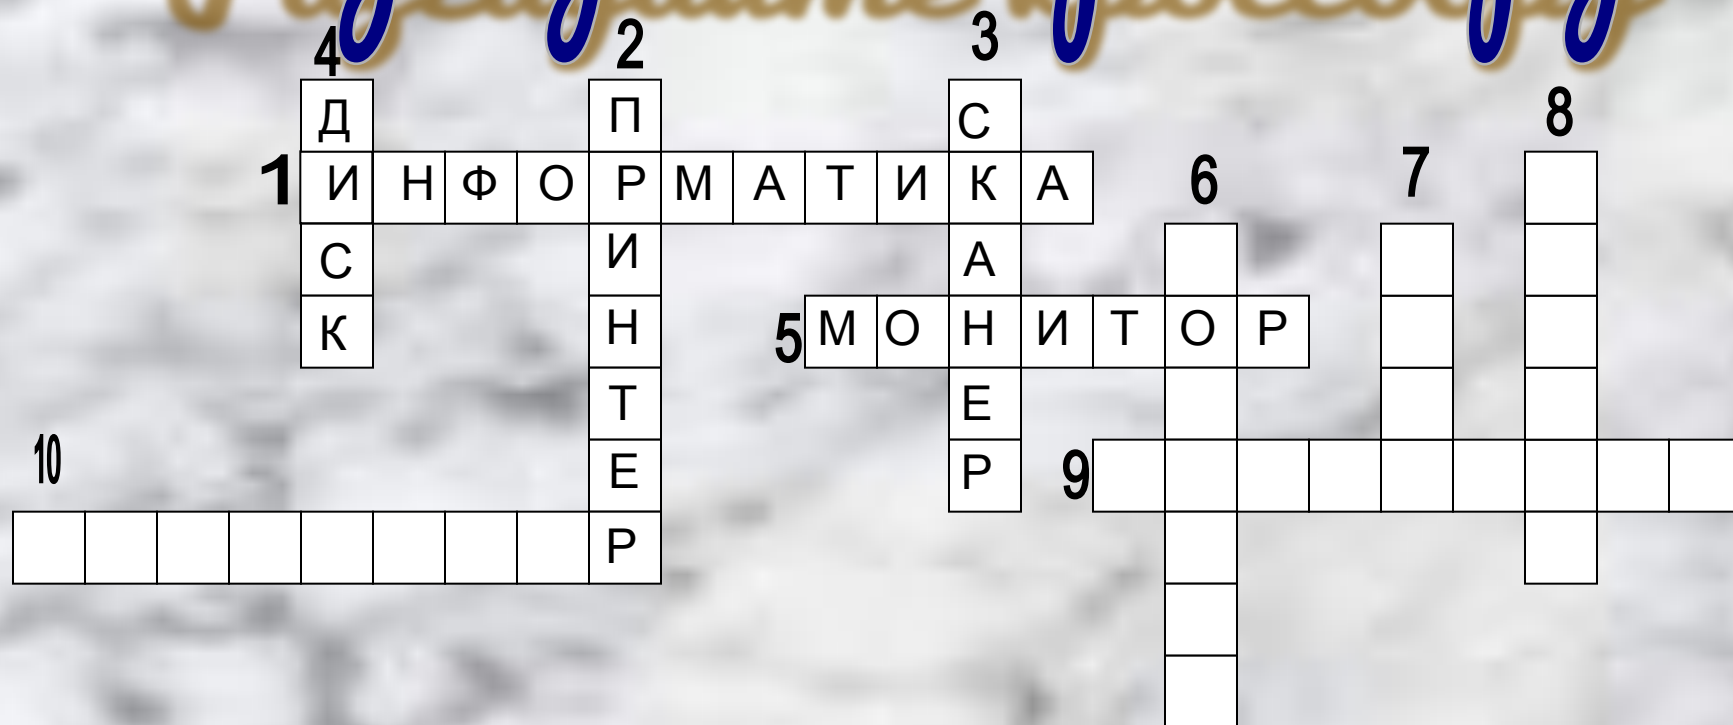 4 2 3
8
Д П С
1 ИНФОРМАТИКА 6 7
С И А
К Н 5 МОНИТОР
Т Е
10 Е Р 9
Р